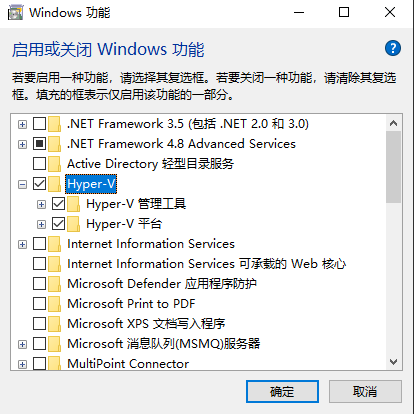 Windows 功能
启用或关闭 Windows 功能
若要启用一种功能，请选择其复选框。若要关闭一种功能，请清除其复选
框。填充的框表示仅启用该功能的一部分。
.NET Framework 3.5 (包括 .NET 2.0 和 3.0)
.NET Framework 4.8 Advanced Services
Active Directory 轻型目录服务
Hyper-V
Hyper-V 管理工具
Hyper-V 平台
Internet Information Services
Internet Information Services 可承载的 Web 核心
Microsoft Defender 应用程序防护
Microsoft Print to PDF
Microsoft XPS 文档写入程序
Microsoft 消息队列(MSMQ)服务器
MultiPoint Connector
确定
取消